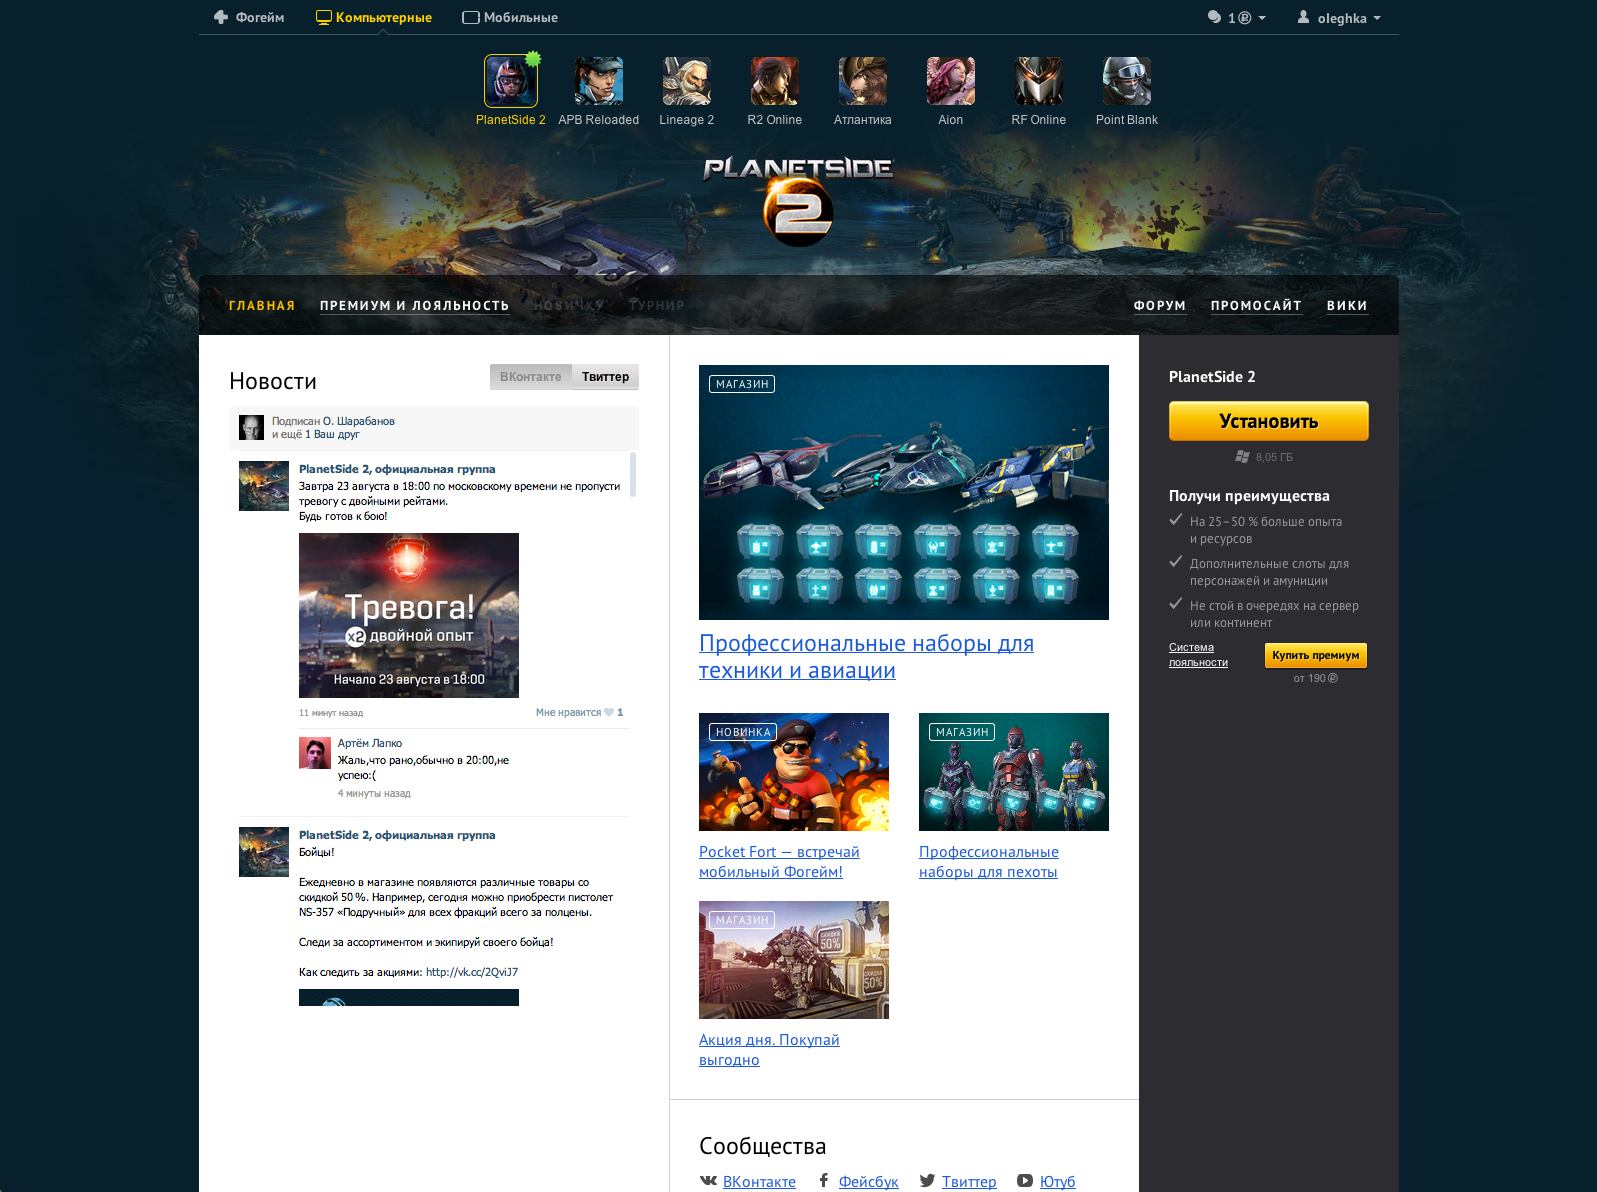 Фогейм
Компьютерные
Мобильные
1
oleghka
PlanetSide 2
APB Reloaded
Lineage 2
R2 Online
Атлантика
Aion
RF Online
Point Blank
PLANETSIDE
2
ГЛАВНАЯ
ПРЕМИУМ И ЛОЯЛЬНОСТЬ
НОВИЧКУ
ТУРНИР
ФОРУМ
ПРОМОСАЙТ
ВИКИ
Новости
ВКонтакте
Твиттер
Подписан О. Шарабанов
и ещё 1 Ваш друг
PlanetSide 2, официальная группа
Завтра 23 августа в 18:00 по московскому времени не пропусти
тревогу с двойными рейтами.
Будь готов к бою!
Тревога!
x2 двойной опыт
Начало 23 августа в 18:00
11 минут назад
Мне нравится 1
Артём Лапко
Жаль,что рано,обычно в 20:00,не
успею:(
4 минуты назад
PlanetSide 2, официальная группа
Бойцы!
Ежедневно в магазине появляются различные товары со
скидкой 50 %. Например, сегодня можно приобрести пистолет
NS-357 «Подручный» для всех фракций всего за полцены.
Следи за ассортиментом и экипируй своего бойца!
Как следить за акциями: http://vk.cc/2QviJ7
МАГАЗИН
Профессиональные наборы для
техники и авиации
НОВИНКА
Pocket Fort — встречай
мобильный Фогейм!
МАГАЗИН
Профессиональные
наборы для пехоты
МАГАЗИН
СКИДКА
50%
СКИДКА
50%
Акция дня. Покупай
выгодно
Сообщества
ВКонтакте
Фейсбук
Твиттер
Ютуб
PlanetSide 2
Установить
8,05 ГБ
Получи преимущества
На 25–50 % больше опыта
и ресурсов
Дополнительные слоты для
персонажей и амуниции
Не стой в очередях на сервер
или континент
Система
лояльности
Купить премиум
от 190